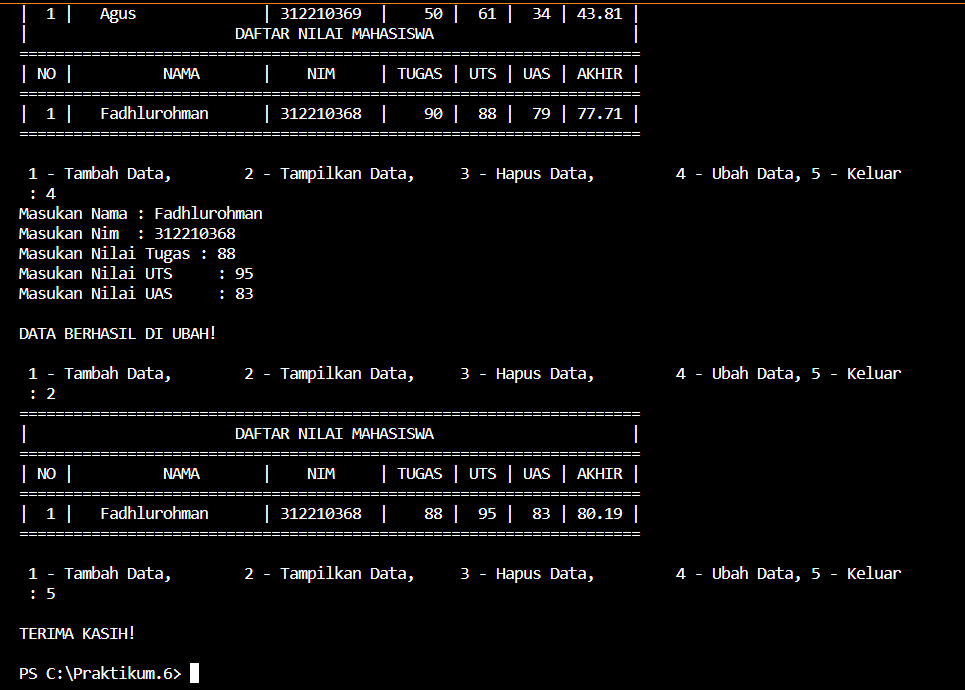 |  1 |   Agus              | 312210369  |    50 |  61 |  34 | 43.81 |
|                       DAFTAR NILAI MAHASISWA                      |
=====================================================================
| NO |          NAMA       |    NIM     | TUGAS | UTS | UAS | AKHIR |
=====================================================================
|  1 |   Fadhlurohman      | 312210368  |    90 |  88 |  79 | 77.71 |
=====================================================================
 1 - Tambah Data,        2 - Tampilkan Data,     3 - Hapus Data,         4 - Ubah Data, 5 - Keluar
 : 4
Masukan Nama : Fadhlurohman
Masukan Nim  : 312210368
Masukan Nilai Tugas : 88
Masukan Nilai UTS     : 95
Masukan Nilai UAS     : 83
DATA BERHASIL DI UBAH!
 1 - Tambah Data,        2 - Tampilkan Data,     3 - Hapus Data,         4 - Ubah Data, 5 - Keluar
 : 2
=====================================================================
|                       DAFTAR NILAI MAHASISWA                      |
=====================================================================
| NO |          NAMA       |    NIM     | TUGAS | UTS | UAS | AKHIR |
=====================================================================
|  1 |   Fadhlurohman      | 312210368  |    88 |  95 |  83 | 80.19 |
=====================================================================
 1 - Tambah Data,        2 - Tampilkan Data,     3 - Hapus Data,         4 - Ubah Data, 5 - Keluar
 : 5
TERIMA KASIH!
PS C:\Praktikum.6>